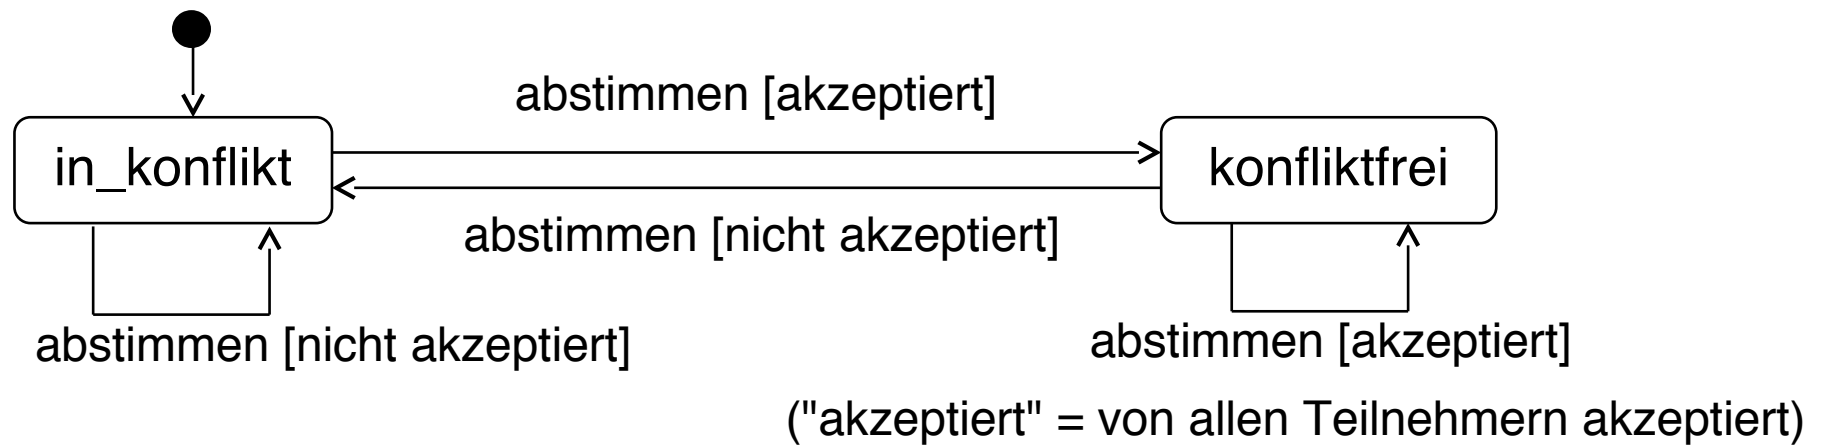 abstimmen [akzeptiert]
in_konflikt
konfliktfrei
abstimmen [nicht akzeptiert]
abstimmen [nicht akzeptiert]
abstimmen [akzeptiert]
("akzeptiert" = von allen Teilnehmern akzeptiert)